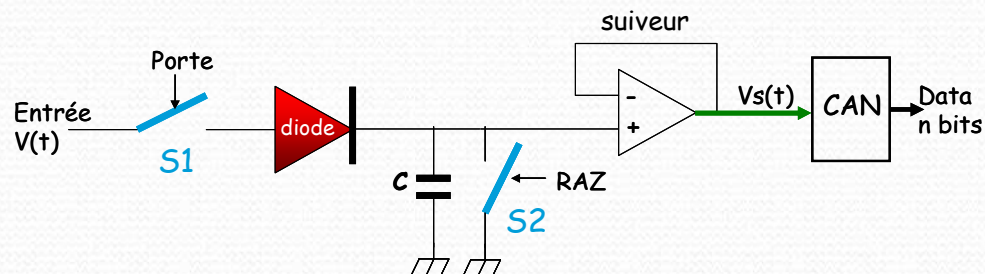 suiveur
Porte
Entrée
V(t)
S1
diode
C
RAZ
S2
-
+
Vs(t)
CAN
Data
n bits